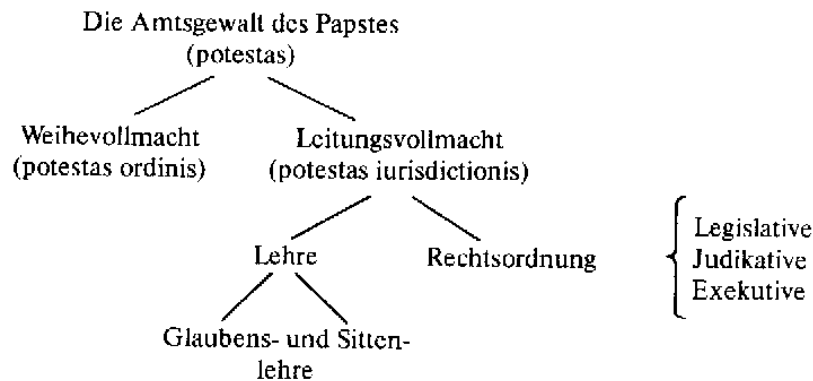 Die Amtsgewalt des Papstes
(potestas)
Weihevollmacht
(potestas ordinis)
Leitungsvollmacht
(potestas iurisdictionis)
Lehre
Rechtsordnung
Legislative
Judikative
Exekutive
Glaubens- und Sitten-
lehre